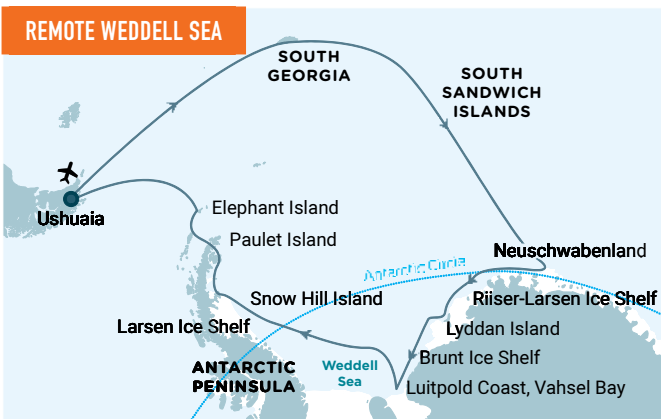 REMOTE WEDDELL SEA
SOUTH
GEORGIA
SOUTH
SANDWICH
ISLANDS
Ushuaia
Elephant Island
Paulet Island
Neuschwabenland
Antarctic Circle
Snow Hill Island
Riiser-Larsen Ice Shelf
Larsen Ice Shelf
Lyddan Island
Brunt Ice Shelf
ANTARCTIC
PENINSULA
Weddell
Sea
Luitpold Coast, Vahsel Bay